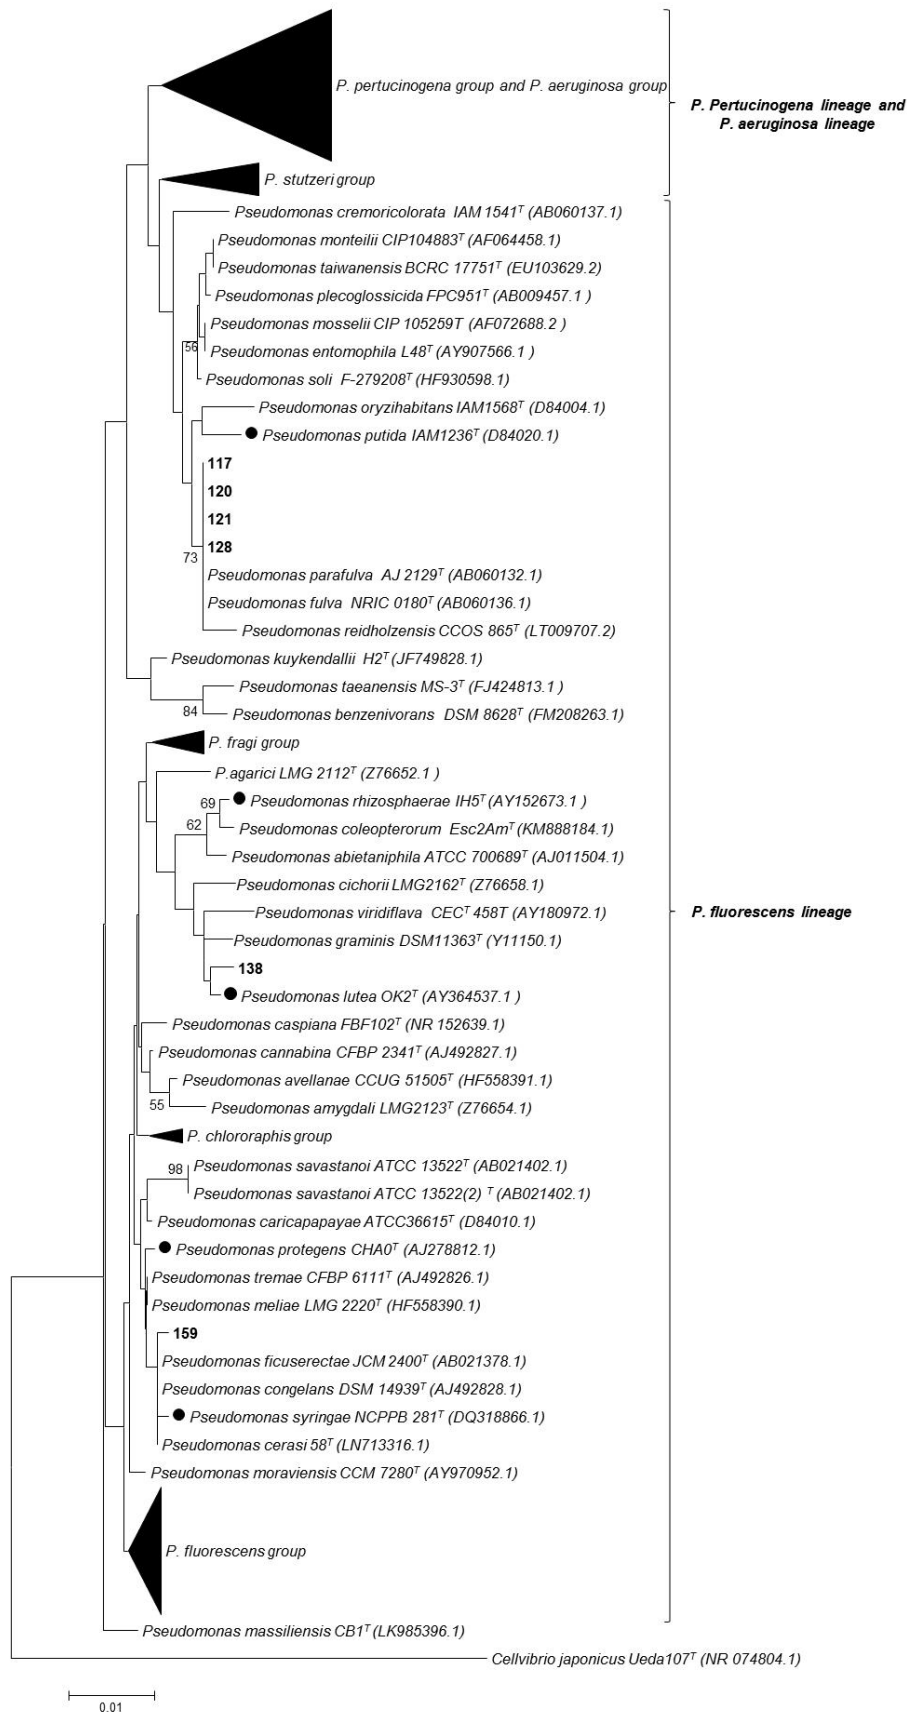 P. pertucinogena group and P. aeruginosa group
P. Pertucinogena lineage and
P. aeruginosa lineage
P. stutzeri group
Pseudomonas cremoricolorata IAM 1541T (AB060137.1)
Pseudomonas monteilii CIP104883T (AF064458.1)
Pseudomonas taiwanensis BCRC 17751T (EU103629.2)
Pseudomonas plecoglossicida FPC951T (AB009457.1 )
Pseudomonas mosselii CIP 105259T (AF072688.2 )
56
Pseudomonas entomophila L48T (AY907566.1 )
Pseudomonas soli F-279208T (HF930598.1)
Pseudomonas oryzihabitans IAM1568T (D84004.1)
Pseudomonas putida IAM1236T (D84020.1)
117
120
121
128
73
Pseudomonas parafulva AJ 2129T (AB060132.1)
Pseudomonas fulva NRIC 0180T (AB060136.1)
Pseudomonas reidholzensis CCOS 865T (LT009707.2)
Pseudomonas kuykendallii H2T (JF749828.1)
Pseudomonas taeanensis MS-3T (FJ424813.1 )
84
Pseudomonas benzenivorans DSM 8628T (FM208263.1)
P. fragi group
P.agarici LMG 2112T (Z76652.1 )
69
Pseudomonas rhizosphaerae IH5T (AY152673.1 )
62
Pseudomonas coleopterorum Esc2AmT (KM888184.1)
Pseudomonas abietaniphila ATCC 700689T (AJ011504.1)
Pseudomonas cichorii LMG2162T (Z76658.1)
Pseudomonas viridiflava CECT 458T (AY180972.1)
P. fluorescens lineage
Pseudomonas graminis DSM11363T (Y11150.1)
138
Pseudomonas lutea OK2T (AY364537.1 )
Pseudomonas caspiana FBF102T (NR 152639.1)
Pseudomonas cannabina CFBP 2341T (AJ492827.1)
Pseudomonas avellanae CCUG 51505T (HF558391.1)
55
Pseudomonas amygdali LMG2123T (Z76654.1)
P. chlororaphis group
98
Pseudomonas savastanoi ATCC 13522T (AB021402.1)
Pseudomonas savastanoi ATCC 13522(2) T (AB021402.1)
Pseudomonas caricapapayae ATCC36615T (D84010.1)
Pseudomonas protegens CHA0T (AJ278812.1)
Pseudomonas tremae CFBP 6111T (AJ492826.1)
Pseudomonas meliae LMG 2220T (HF558390.1)
159
Pseudomonas ficuserectae JCM 2400T (AB021378.1)
Pseudomonas congelans DSM 14939T (AJ492828.1)
Pseudomonas syringae NCPPB 281T (DQ318866.1)
Pseudomonas cerasi 58T (LN713316.1)
Pseudomonas moraviensis CCM 7280T (AY970952.1)
P. fluorescens group
Pseudomonas massiliensis CB1T (LK985396.1)
Cellvibrio japonicus Ueda107T (NR 074804.1)
0.01